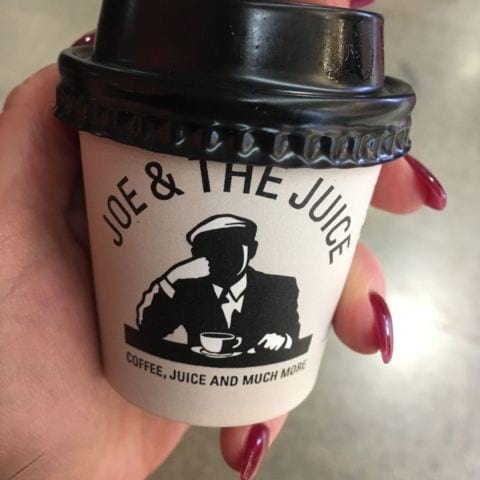 JOE & THE JUICE
COFFEE, JUICE AND MUCH MORE